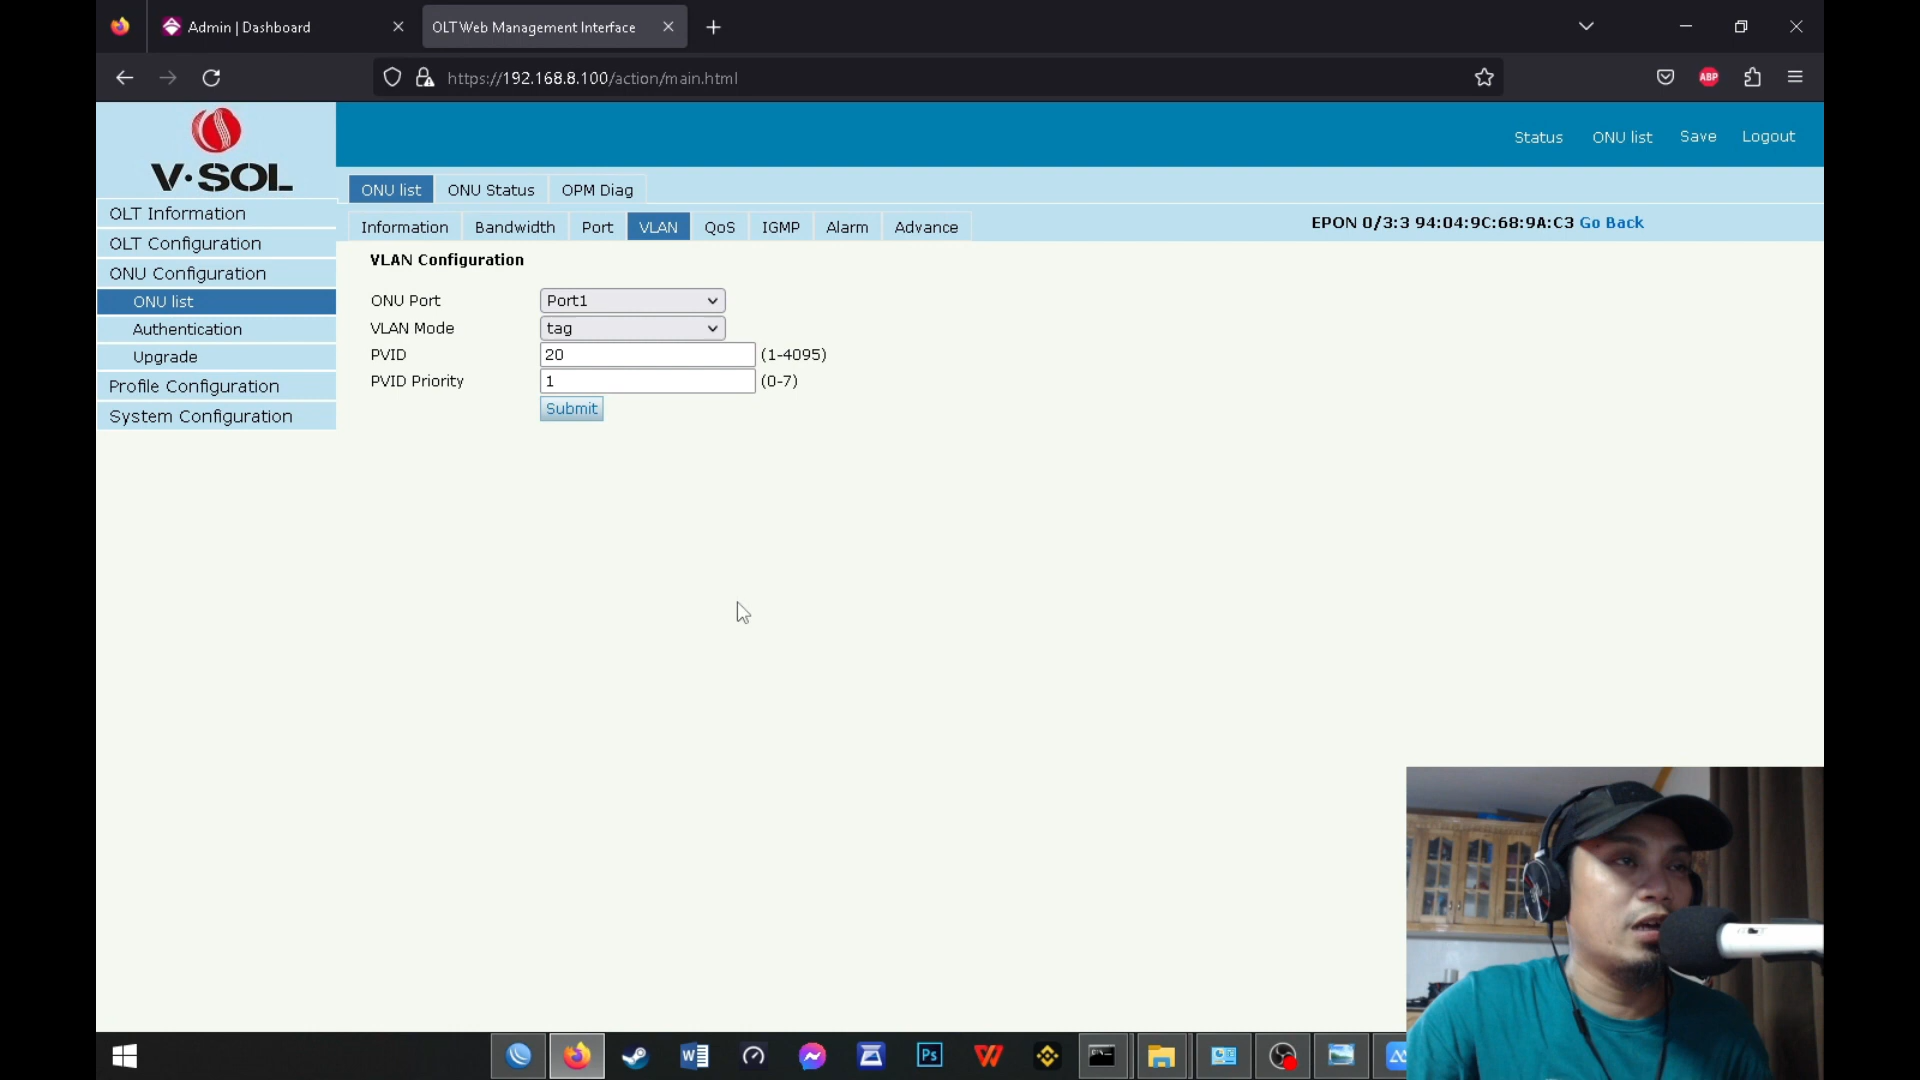 Admin | Dashboard
OLT Web Management Interface
https://192.168.8.100/action/main.html
ABP
V·SOL
Status
ONU list
Save
Logout
ONU list
ONU Status
OPM Diag
Information
Bandwidth
Port
VLAN
QoS
IGMP
Alarm
Advance
EPON 0/3:3 94:04:9C:68:9A:C3 Go Back
OLT Information
OLT Configuration
ONU Configuration
ONU list
Authentication
Upgrade
Profile Configuration
System Configuration
VLAN Configuration
ONU Port Port1
VLAN Mode tag
PVID 20 (1-4095)
PVID Priority 1 (0-7)
Submit
W
Ps
W